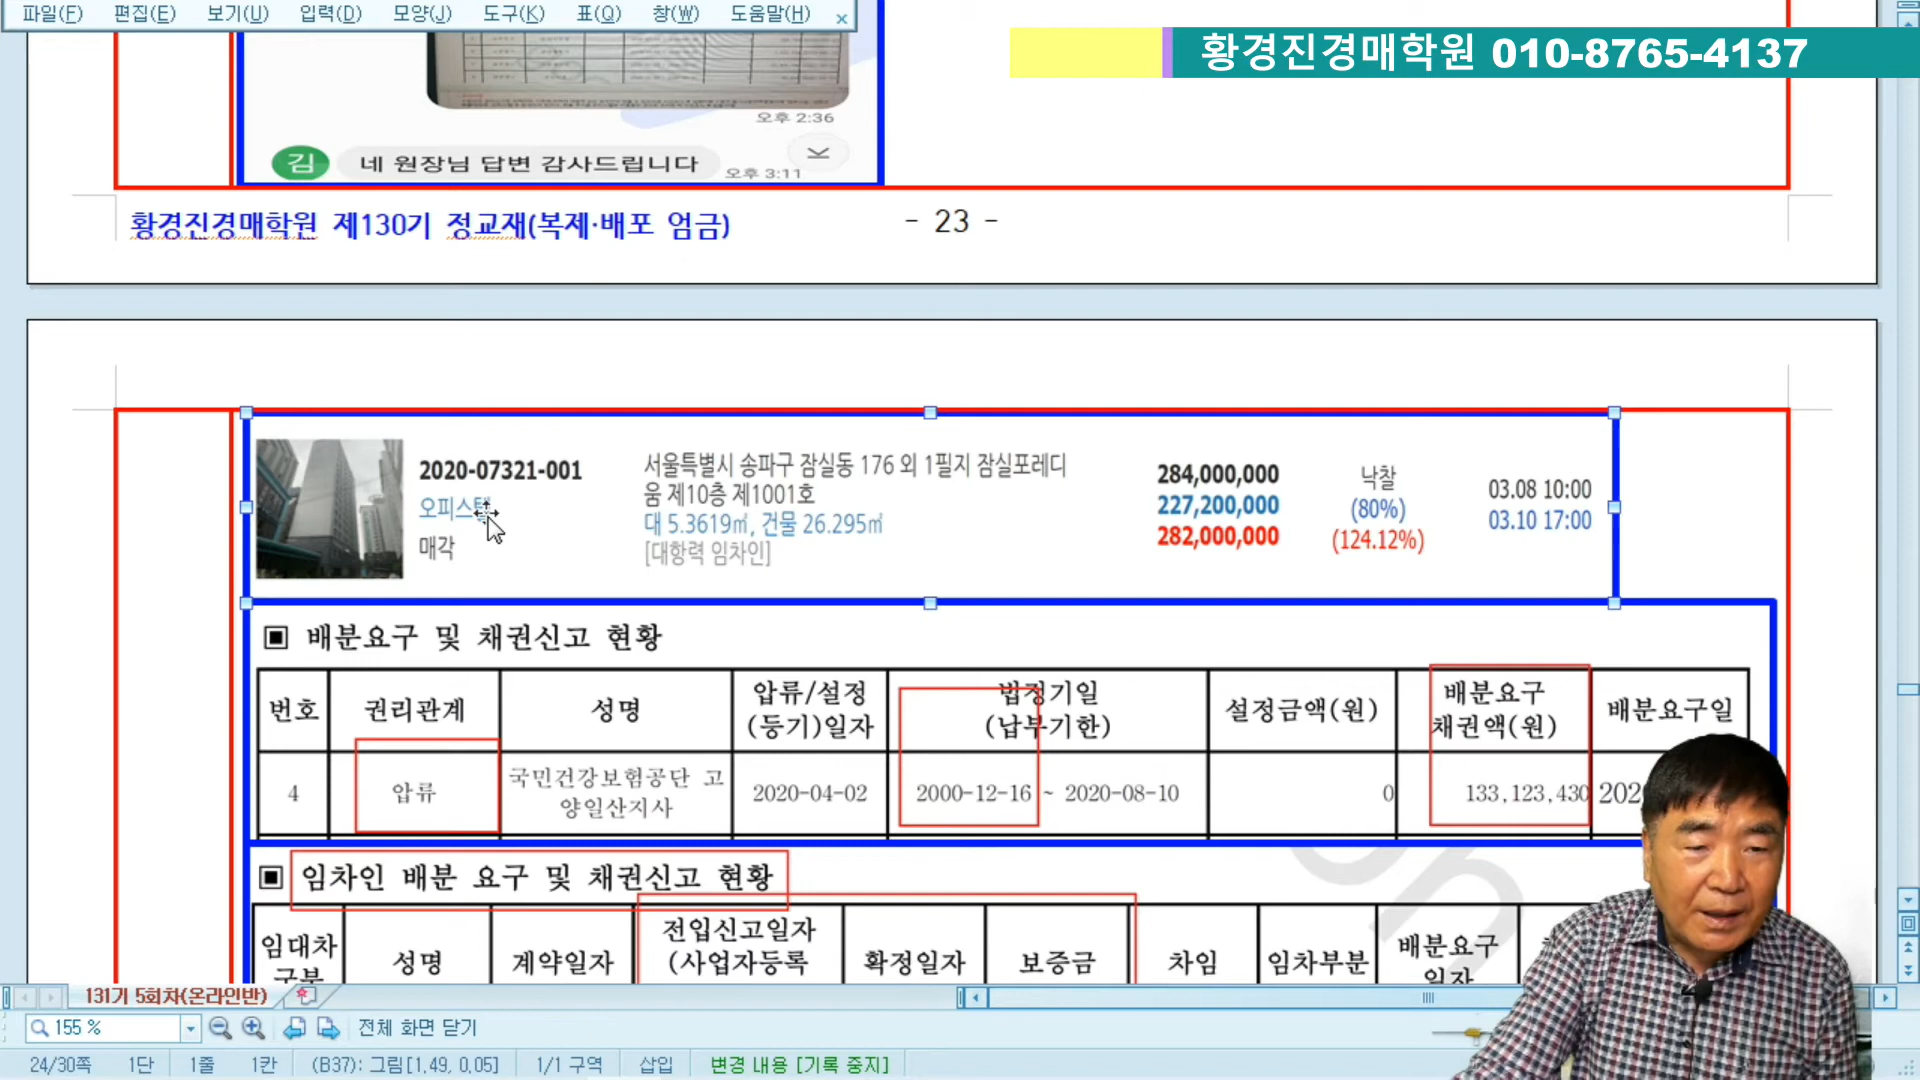 파일(F) 편집(E) 보기(U) 입력(D) 모양(J) 도구(K) 표(Q) 창(W) 도움말(H)
황경진경매학원 010-8765-4137
오후 2:36
김 네 원장님 답변 감사드립니다
오후 3:11
황경진경매학원 제130기 정교재(복제·배포 엄금)
- 23 -
2020-07321-001
오피스텔
매각
서울특별시 송파구 잠실동 176 외 1필지 잠실포레디
움 제10층 제1001호
대 5.3619㎡, 건물 26.295㎡
[대항력 임차인]
284,000,000
227,200,000
282,000,000
낙찰
(80%)
(124.12%)
03.08 10:00
03.10 17:00
▣ 배분요구 및 채권신고 현황
번호 권리관계 성명 압류/설정 (등기)일자 법정기일 (납부기한) 설정금액(원) 배분요구 채권액(원) 배분요구일
4 압류 국민건강보험공단 고양일산지사 2020-04-02 2000-12-16 ~ 2020-08-10 0 133,123,430
▣ 임차인 배분 요구 및 채권신고 현황
임대차 구분 성명 계약일자 전입신고일자 (사업자등록 확정일자 보증금 차임 임차부분 배분요구 일자
131기 5회차(온라인반)
155 % 전체 화면 닫기
24/30쪽 1단 1줄 1칸 (B37): 그림[1.49, 0.05] 1/1 구역 삽입 변경 내용 [기록 중지]